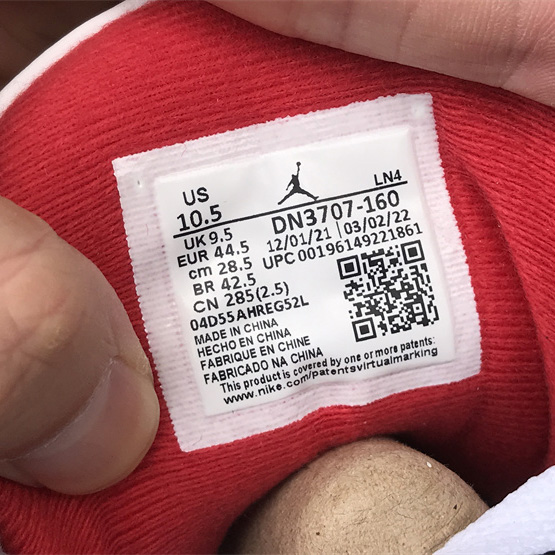 US
10.5
LN4
DN3707-160
UK 9.5
12/01/21 03/02/22
EUR 44.5
UPC 00196149221861
cm 28.5
BR 42.5
CN 285(2.5)
04D55AHREG52L
MADE IN CHINA
HECHO EN CHINA
FABRIQUE EN CHINE
FABRICADO NA CHINA
This product is covered by one or more patents:
www.nike.com/patentsvirtualmarking